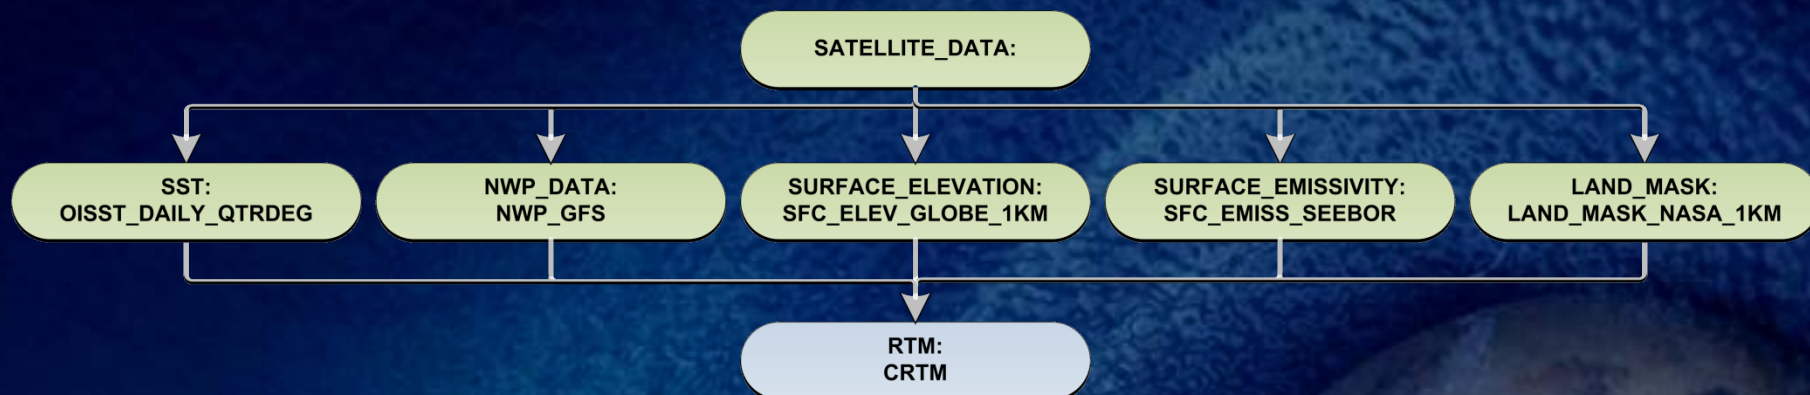 SATELLITE_DATA:
SST:
OISST_DAILY_QTRDEG
NWP_DATA:
NWP_GFS
SURFACE_ELEVATION:
SFC_ELEV_GLOBE_1KM
SURFACE_EMISSIVITY:
SFC_EMISS_SEEBOR
LAND_MASK:
LAND_MASK_NASA_1KM
RTM:
CRTM